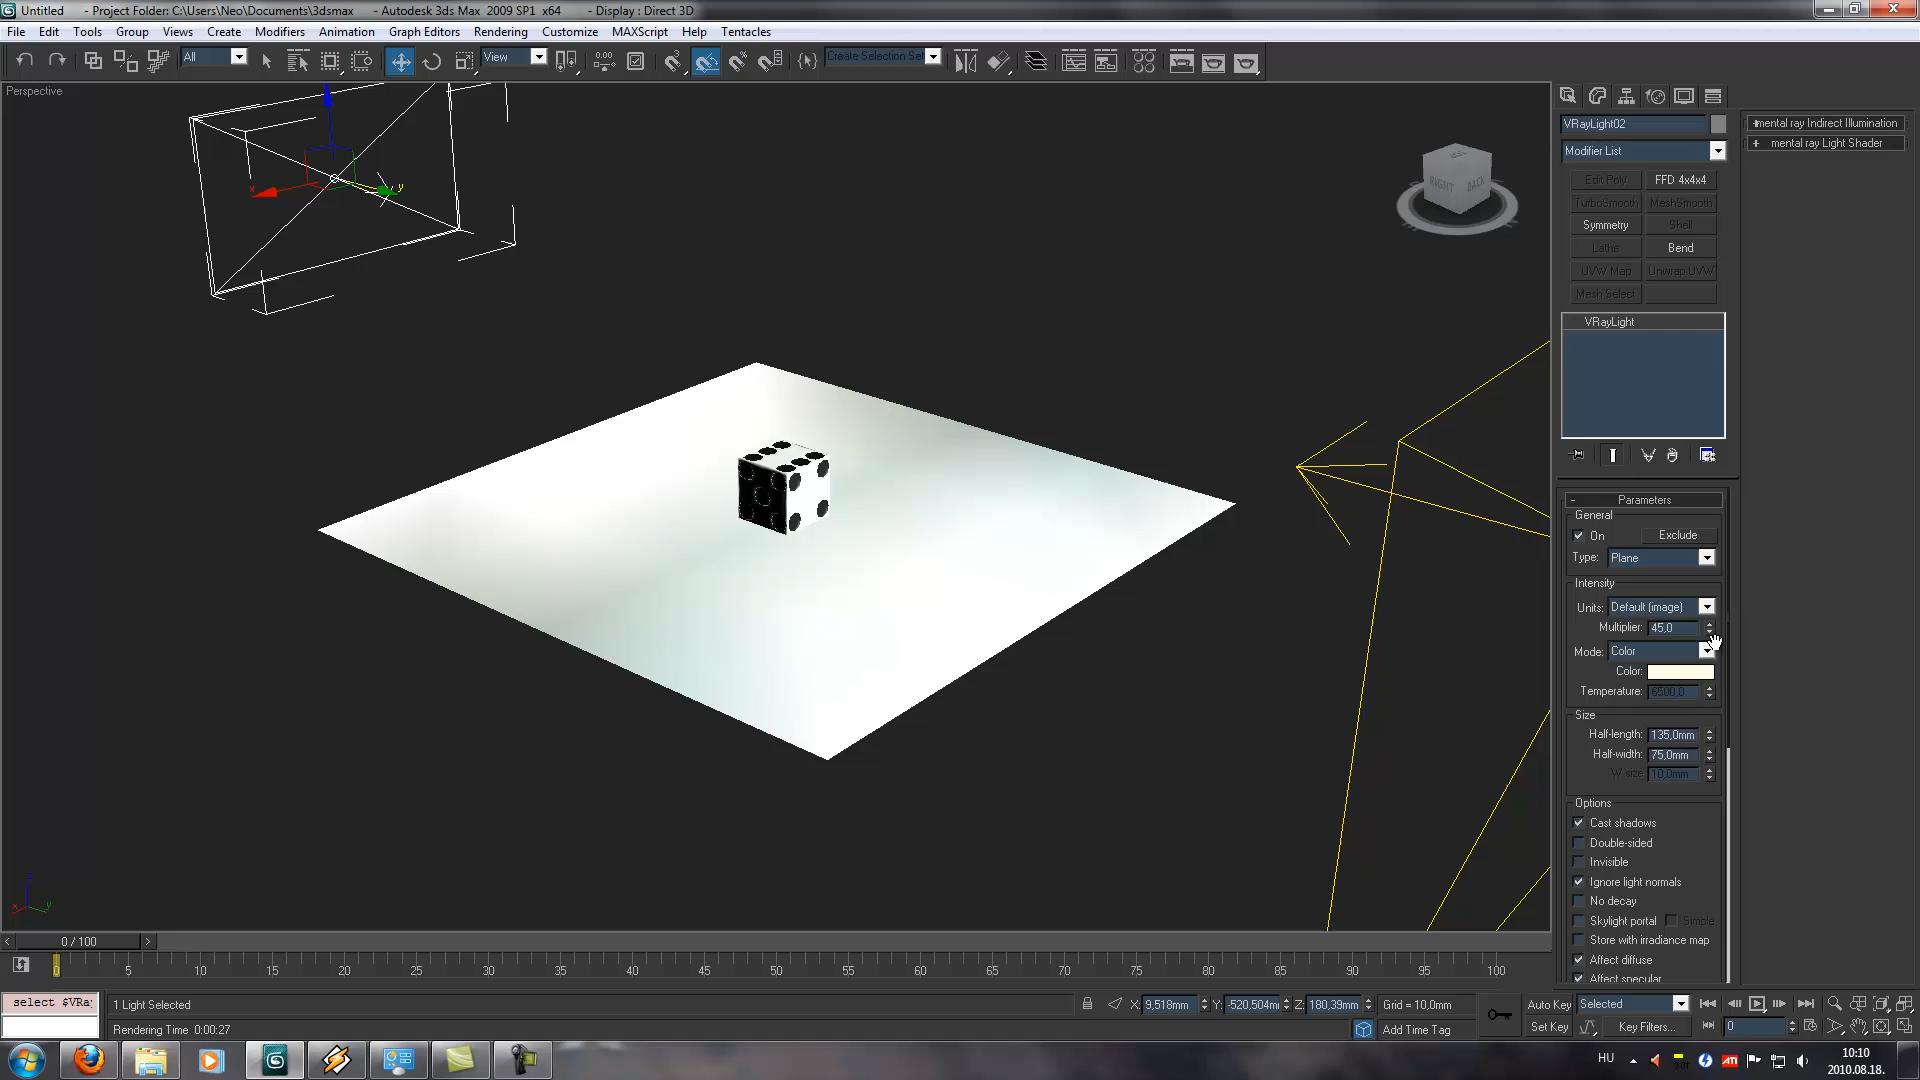 Untitled - Project Folder: C:\Users\Neo\Documents\3dsmax - Autodesk 3ds Max 2009 SP1 x64 - Display : Direct 3D
File Edit Tools Group Views Create Modifiers Animation Graph Editors Rendering Customize MAXScript Help Tentacles
All View Create Selection Set
Perspective
RIGHT BACK
x y
VRayLight02
Modifier List
Edit Poly FFD 4x4x4
TurboSmooth MeshSmooth
Symmetry Shell
Lathe Bend
UVW Map Unwrap UVW
Mesh Select
VRayLight
mental ray Indirect Illumination
+ mental ray Light Shader
- Parameters
General
On Exclude
Type: Plane
Intensity
Units: Default (image)
Multiplier: 45,0
Mode: Color
Color:
Temperature: 6500,0
Size
Half-length: 135,0mm
Half-width: 75,0mm
W size 10,0mm
Options
Cast shadows
Double-sided
Invisible
Ignore light normals
No decay
Skylight portal Simple
Store with irradiance map
Affect diffuse
Affect specular
z x y
< 0 / 100 >
0 5 10 15 20 25 30 35 40 45 50 55 60 65 70 75 80 85 90 95 100
select $VRa
1 Light Selected
X: 9,518mm Y: -520,504m Z: 180,39mm Grid = 10,0mm
Auto Key Selected
Rendering Time 0:00:27
Add Time Tag
Set Key Key Filters... 0
HU
10:10
2010.08.18.